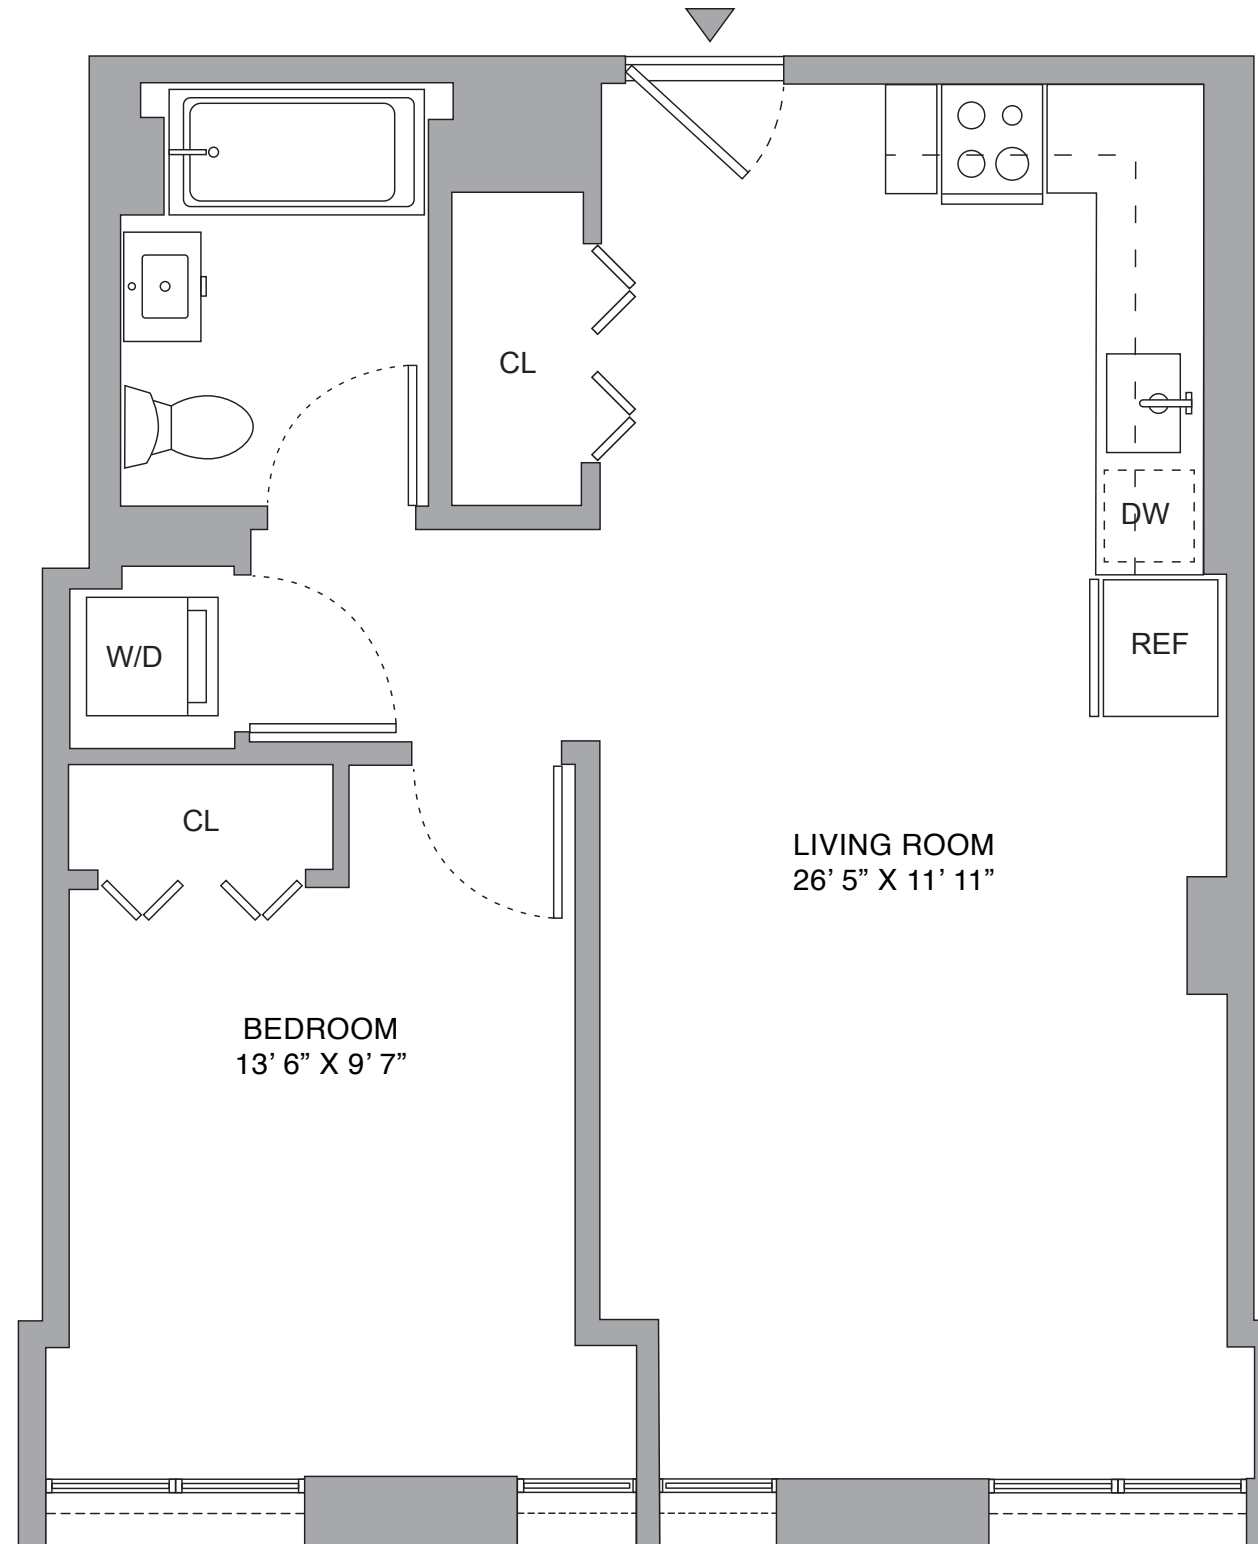 CL
DW
REF
W/D
CL
LIVING ROOM
26’ 5” X 11’ 11”
BEDROOM
13’ 6” X 9’ 7”